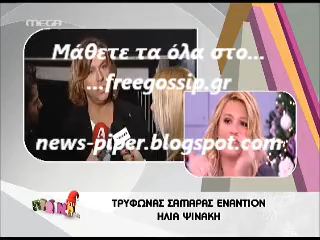 MEGA
Μάθετε τα όλα στο...
...freegossip.gr
news-piper.blogspot.com
ΤΡΥΦΩΝΑΣ ΣΑΜΑΡΑΣ ΕΝΑΝΤΙΟΝ
ΗΛΙΑ ΨΙΝΑΚΗ